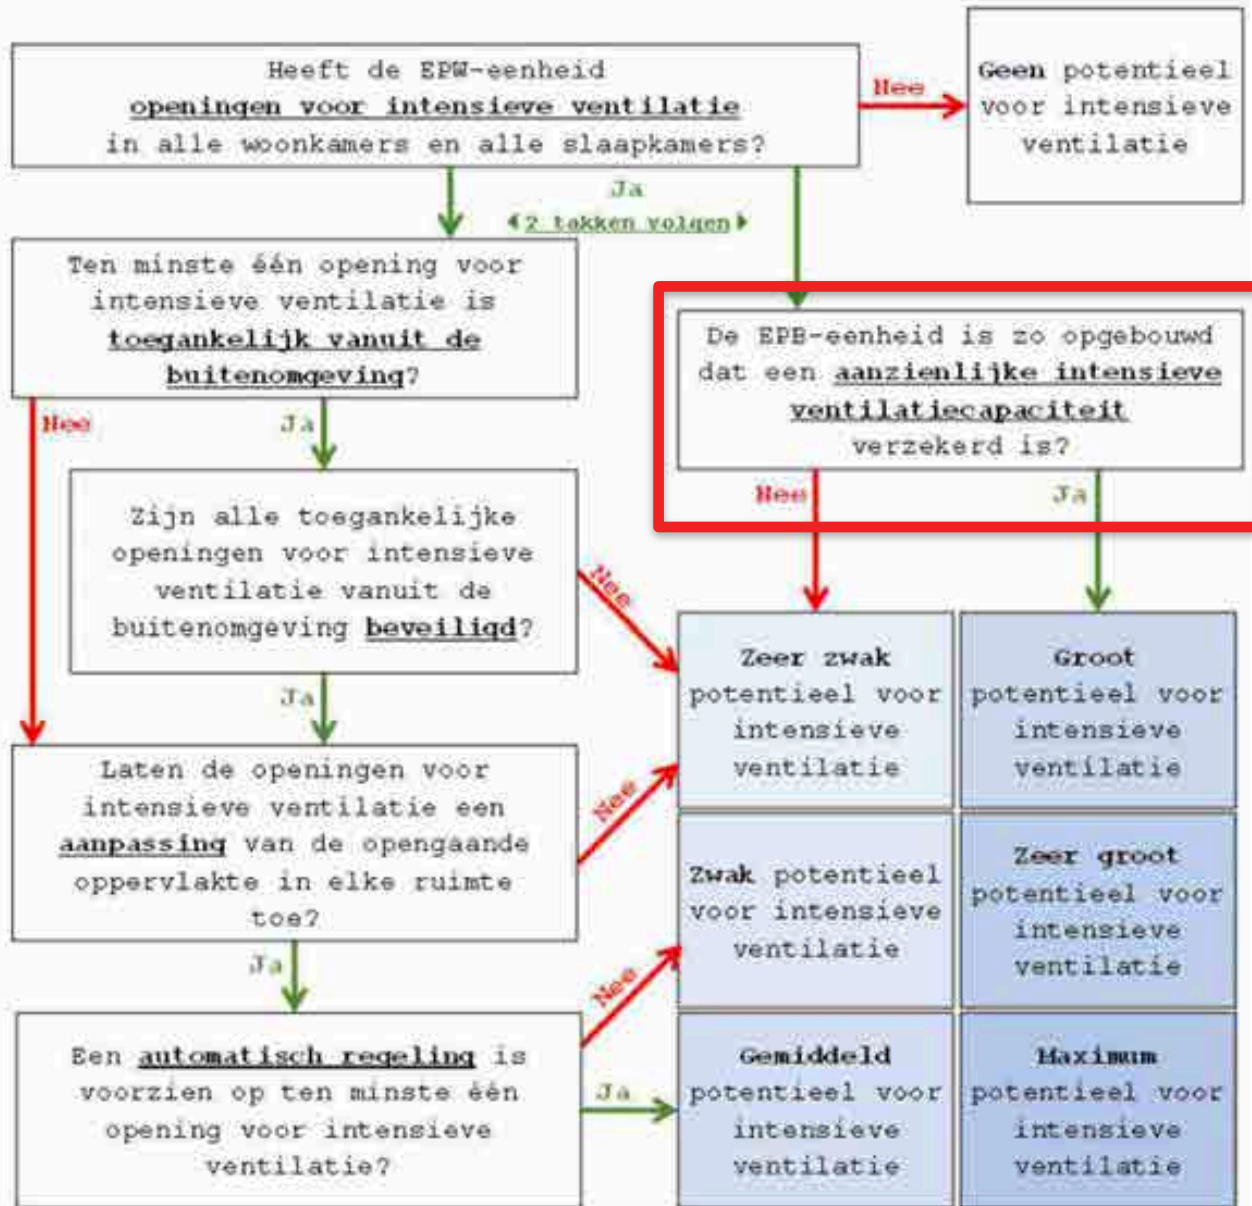 Heeft de EPW-eenheid
openingen voor intensieve ventilatie
in alle woonkamers en alle slaapkamers?
Nee
Geen potentieel
voor intensieve
ventilatie
Ja
2 takken volgen
Ten minste één opening voor
intensieve ventilatie is
toegankelijk vanuit de
buitenomgeving?
De EPB-eenheid is zo opgebouwd
dat een aanzienlijke intensieve
ventilatiecapaciteit
verzekerd is?
Nee
Ja
Nee
Ja
Zijn alle toegankelijke
openingen voor intensieve
ventilatie vanuit de
buitenomgeving beveiligd?
Nee
Ja
Zeer zwak
potentieel voor
intensieve
ventilatie
Groot
potentieel voor
intensieve
ventilatie
Laten de openingen voor
intensieve ventilatie een
aanpassing van de opengaande
oppervlakte in elke ruimte
toe?
Nee
Ja
Zwak potentieel
voor intensieve
ventilatie
Zeer groot
potentieel voor
intensieve
ventilatie
Een automatisch regeling is
voorzien op ten minste één
opening voor intensieve
ventilatie?
Nee
Ja
Gemiddeld
potentieel voor
intensieve
ventilatie
Maximum
potentieel voor
intensieve
ventilatie